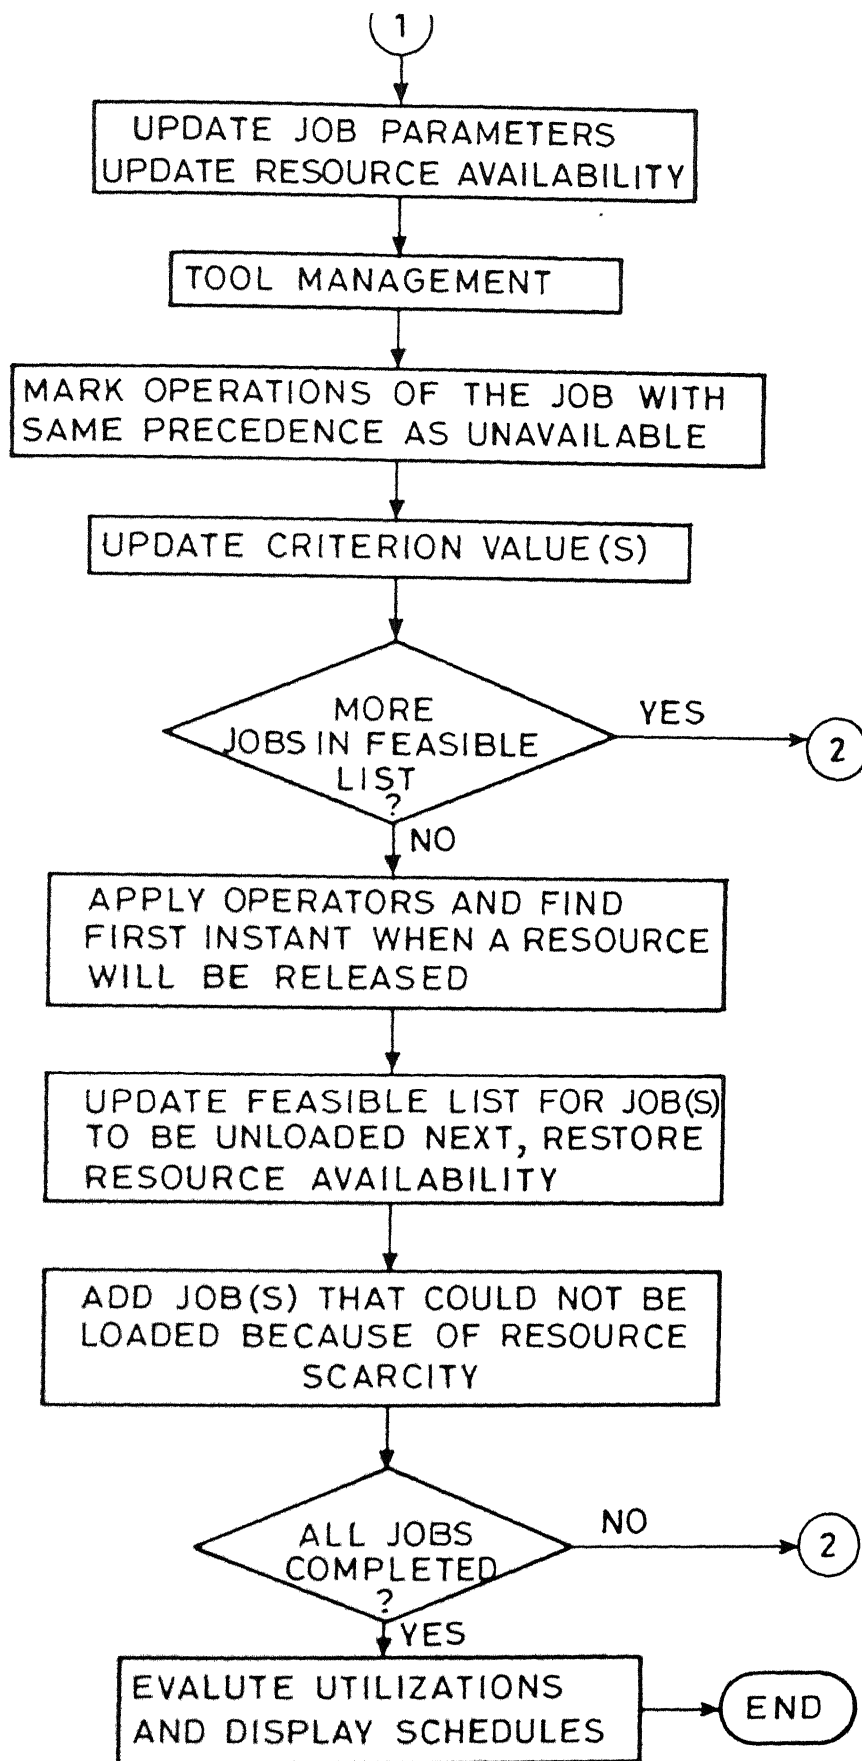 1
UPDATE JOB PARAMETERS
UPDATE RESOURCE AVAILABILITY
TOOL MANAGEMENT
MARK OPERATIONS OF THE JOB WITH
SAME PRECEDENCE AS UNAVAILABLE
UPDATE CRITERION VALUE(S)
MORE
JOBS IN FEASIBLE
LIST
?
YES
2
NO
APPLY OPERATORS AND FIND
FIRST INSTANT WHEN A RESOURCE
WILL BE RELEASED
UPDATE FEASIBLE LIST FOR JOB(S)
TO BE UNLOADED NEXT, RESTORE
RESOURCE AVAILABILITY
ADD JOB(S) THAT COULD NOT BE
LOADED BECAUSE OF RESOURCE
SCARCITY
ALL JOBS
COMPLETED
?
NO
2
YES
EVALUTE UTILIZATIONS
AND DISPLAY SCHEDULES
END